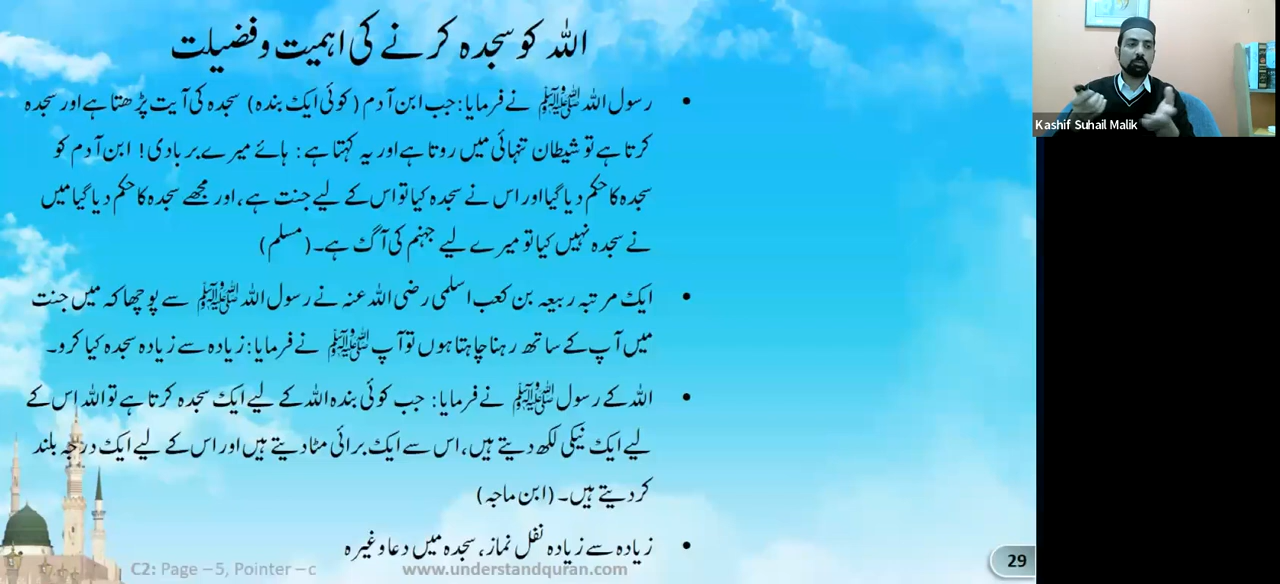 اللہ کو سجدہ کرنے کی اہمیت و فضیلت
• رسول اللہ ﷺ نے فرمایا: جب ابن آدم (کوئی ایک بندہ) سجدہ کی آیت پڑھتا ہے اور سجدہ
کرتا ہے تو شیطان تنہائی میں روتا ہے اور یہ کہتا ہے: ہائے میرے بربادی! ابن آدم کو
سجدہ کا حکم دیا گیا اور اس نے سجدہ کیا تو اس کے لیے جنت ہے، اور مجھے سجدہ کا حکم دیا گیا میں
نے سجدہ نہیں کیا تو میرے لیے جہنم کی آگ ہے۔ (مسلم)
• ایک مرتبہ ربیعہ بن کعب اسلمی رضی اللہ عنہ نے رسول اللہ ﷺ سے پوچھا کہ میں جنت
میں آپ کے ساتھ رہنا چاہتا ہوں تو آپ ﷺ نے فرمایا: زیادہ سے زیادہ سجدہ کیا کرو۔
• اللہ کے رسول ﷺ نے فرمایا: جب کوئی بندہ اللہ کے لیے ایک سجدہ کرتا ہے تو اللہ اس کے
لیے ایک نیکی لکھ دیتے ہیں، اس سے ایک برائی مٹا دیتے ہیں اور اس کے لیے ایک درجہ بلند
کر دیتے ہیں۔ (ابن ماجہ)
• زیادہ سے زیادہ نفل نماز، سجدہ میں دعا وغیرہ
C2: Page – 5, Pointer – c
www.understandquran.com
29
Kashif Suhail Malik